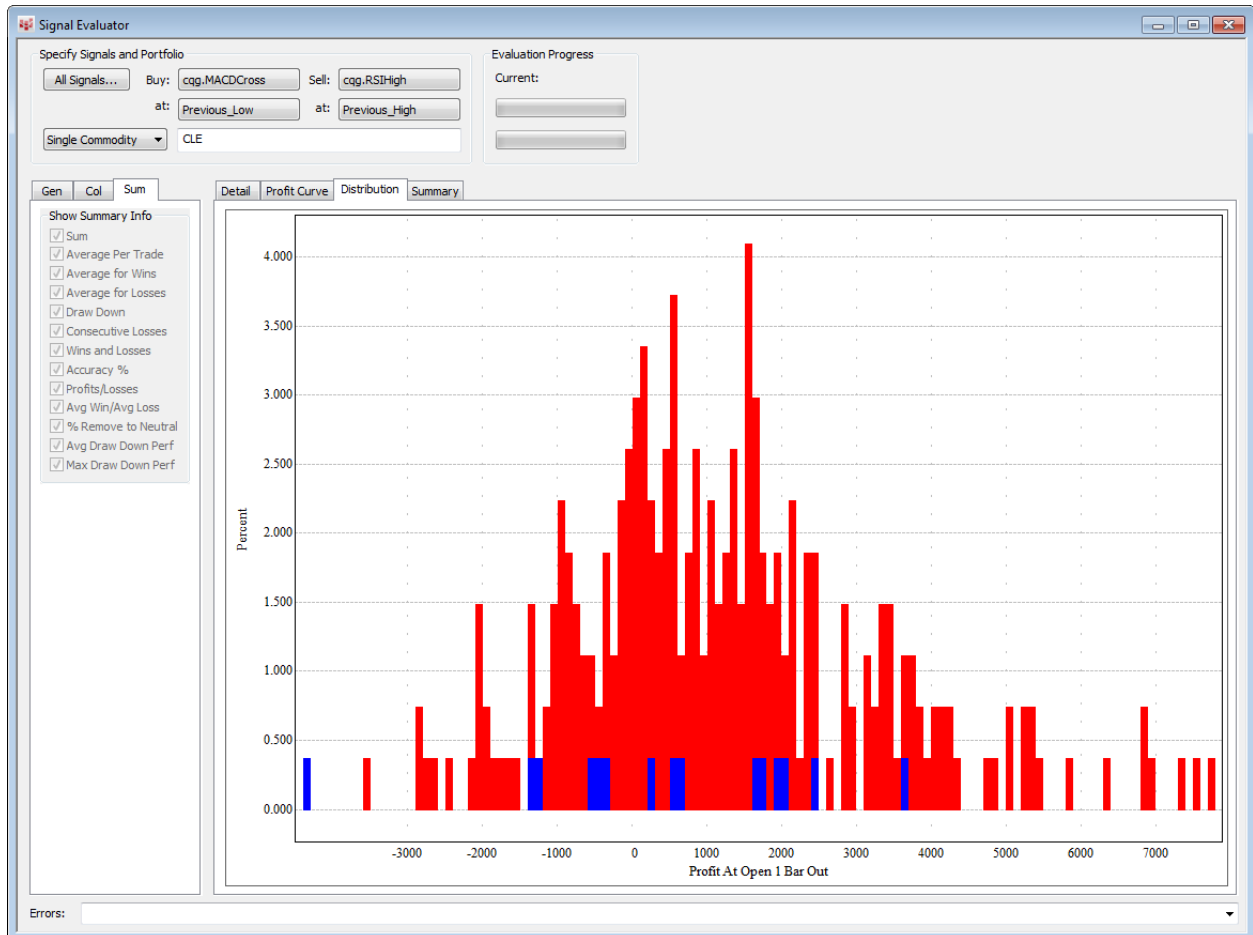 Signal Evaluator
Specify Signals and Portfolio
All Signals... Buy: cqg.MACDCross Sell: cqg.RSIHigh
at: Previous_Low at: Previous_High
Single Commodity CLE
Evaluation Progress
Current:
Gen Col Sum
Show Summary Info
Sum
Average Per Trade
Average for Wins
Average for Losses
Draw Down
Consecutive Losses
Wins and Losses
Accuracy %
Profits/Losses
Avg Win/Avg Loss
% Remove to Neutral
Avg Draw Down Perf
Max Draw Down Perf
Detail Profit Curve Distribution Summary
Percent
4.000
3.500
3.000
2.500
2.000
1.500
1.000
0.500
0.000
-3000 -2000 -1000 0 1000 2000 3000 4000 5000 6000 7000
Profit At Open 1 Bar Out
Errors: